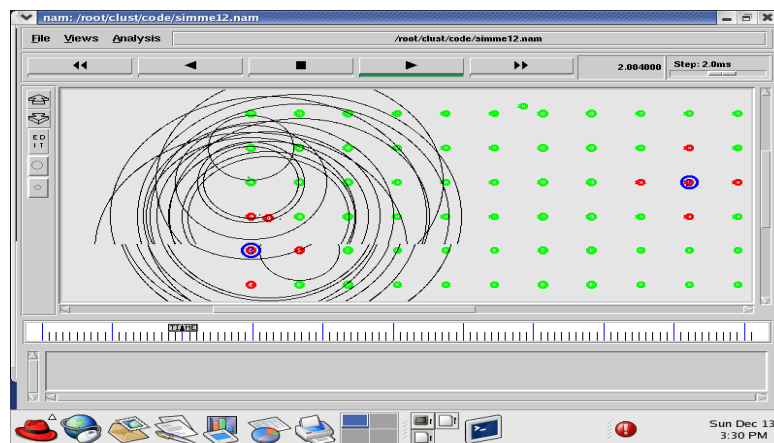 nam: /root/clust/code/simme12.nam
File Views Analysis /root/clust/code/simme12.nam
2.004000 Step: 2.0ms
ED
IT
TIME
Sun Dec 13
3:30 PM